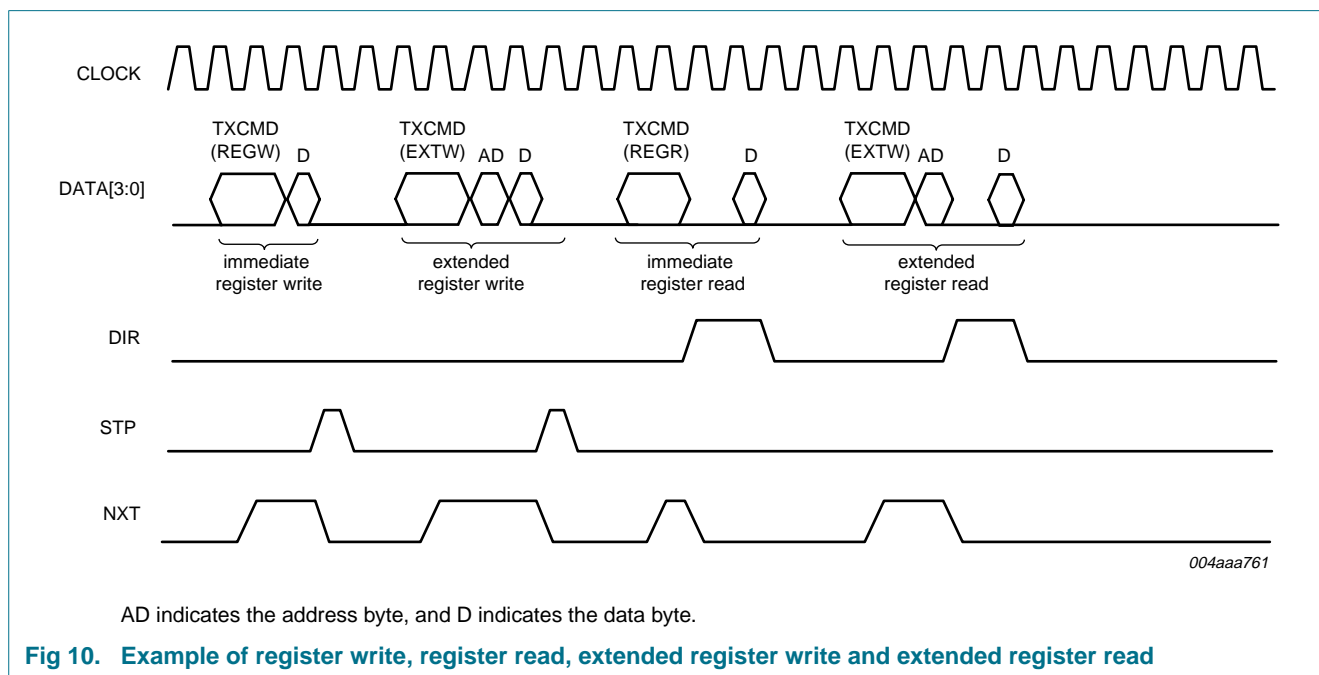 CLOCK
TXCMD
(REGW) D
TXCMD
(EXTW) AD D
TXCMD
(REGR) D
TXCMD
(EXTW) AD D
DATA[3:0]
immediate
register write
extended
register write
immediate
register read
extended
register read
DIR
STP
NXT
004aaa761
AD indicates the address byte, and D indicates the data byte.
Fig 10. Example of register write, register read, extended register write and extended register read